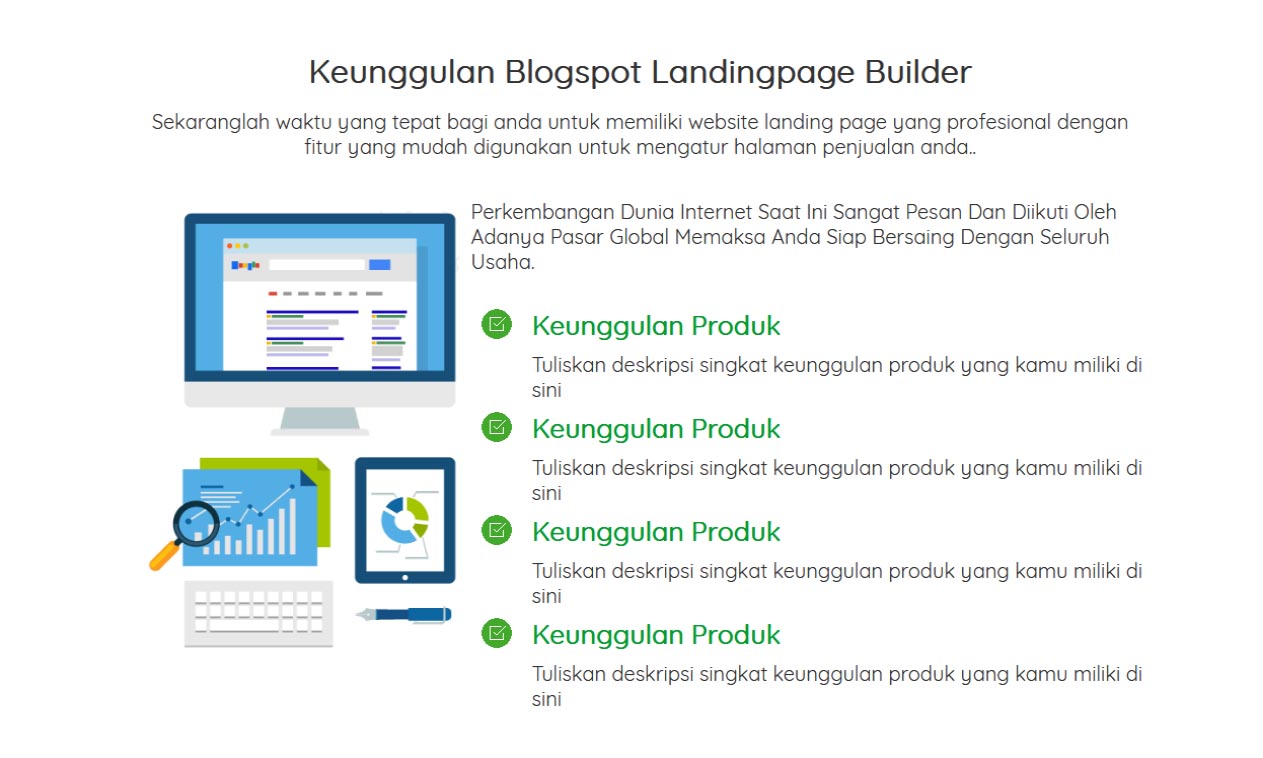 Keunggulan Blogspot Landingpage Builder
Sekaranglah waktu yang tepat bagi anda untuk memiliki website landing page yang profesional dengan
fitur yang mudah digunakan untuk mengatur halaman penjualan anda..
Perkembangan Dunia Internet Saat Ini Sangat Pesan Dan Diikuti Oleh
Adanya Pasar Global Memaksa Anda Siap Bersaing Dengan Seluruh
Usaha.
Keunggulan Produk
Tuliskan deskripsi singkat keunggulan produk yang kamu miliki di
sini
Keunggulan Produk
Tuliskan deskripsi singkat keunggulan produk yang kamu miliki di
sini
Keunggulan Produk
Tuliskan deskripsi singkat keunggulan produk yang kamu miliki di
sini
Keunggulan Produk
Tuliskan deskripsi singkat keunggulan produk yang kamu miliki di
sini